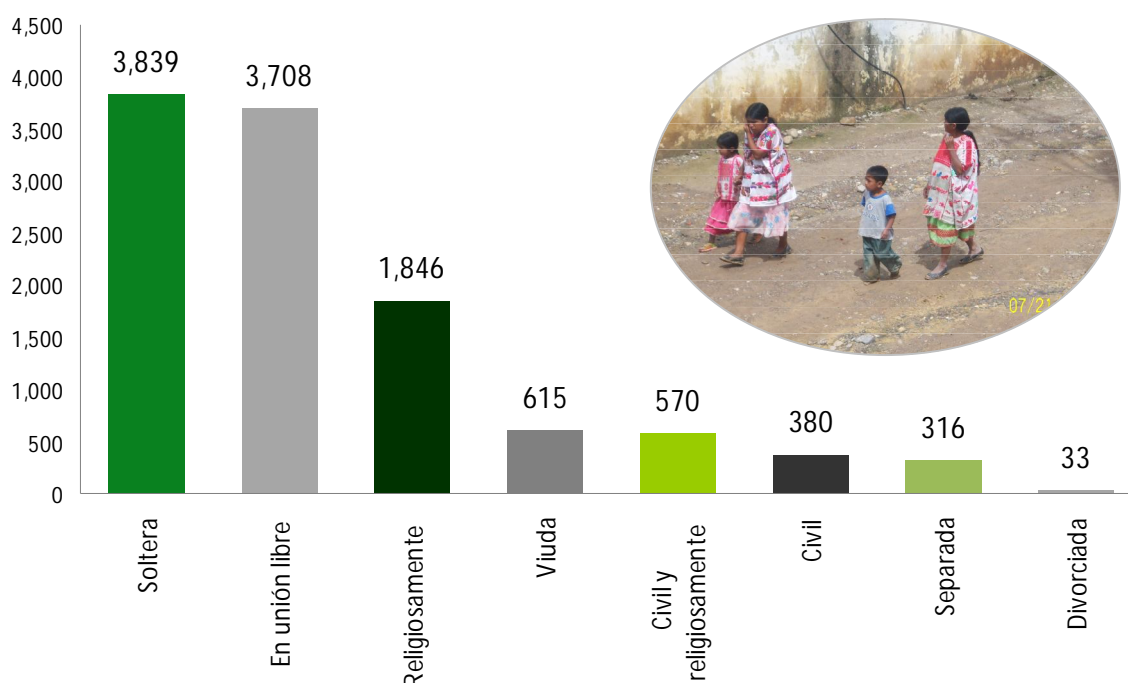 4,500
4,000
3,500
3,000
2,500
2,000
1,500
1,000
500
0
3,839
3,708
1,846
615
570
380
316
33
07/21
Soltera
En unión libre
Religiosamente
Viuda
Civil y
religiosamente
Civil
Separada
Divorciada